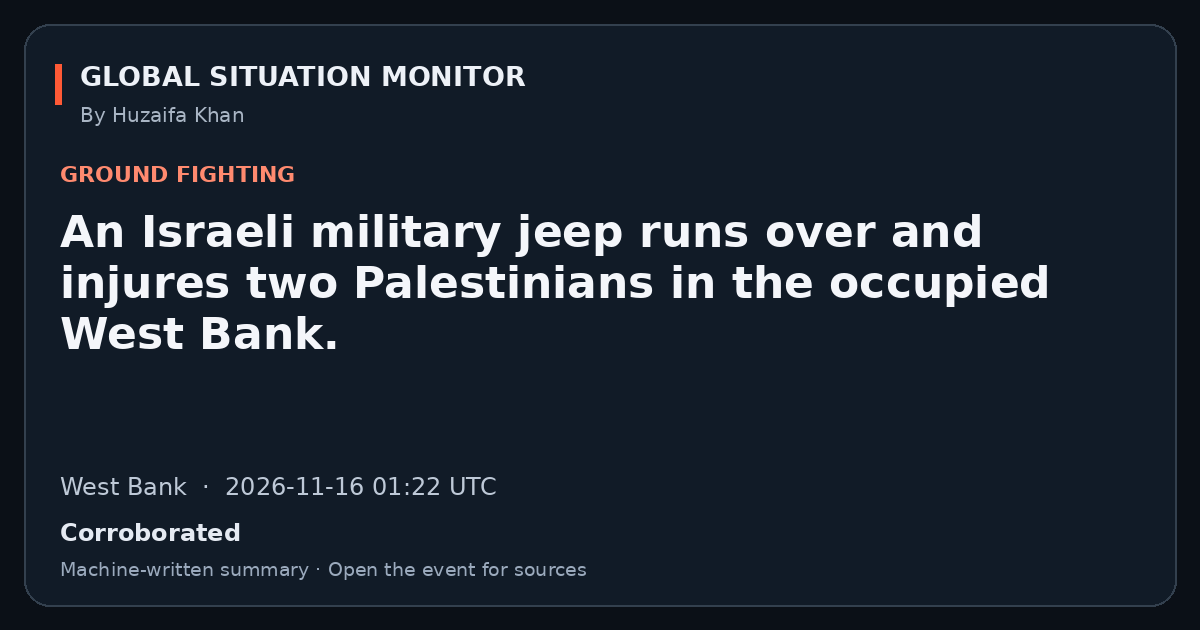 GLOBAL SITUATION MONITOR
By Huzaifa Khan
GROUND FIGHTING
An Israeli military jeep runs over and
injures two Palestinians in the occupied
West Bank.
West Bank · 2026-11-16 01:22 UTC
Corroborated
Machine-written summary · Open the event for sources